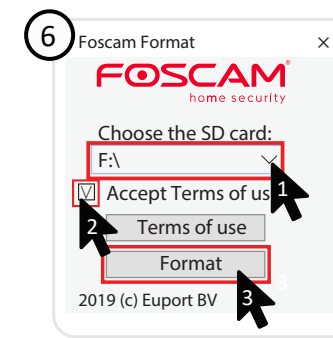 6
Foscam Format ×
FOSCAM
home security
Choose the SD card:
F:\
1
V Accept Terms of us
2
Terms of use
Format
3
3
2019 (c) Euport BV